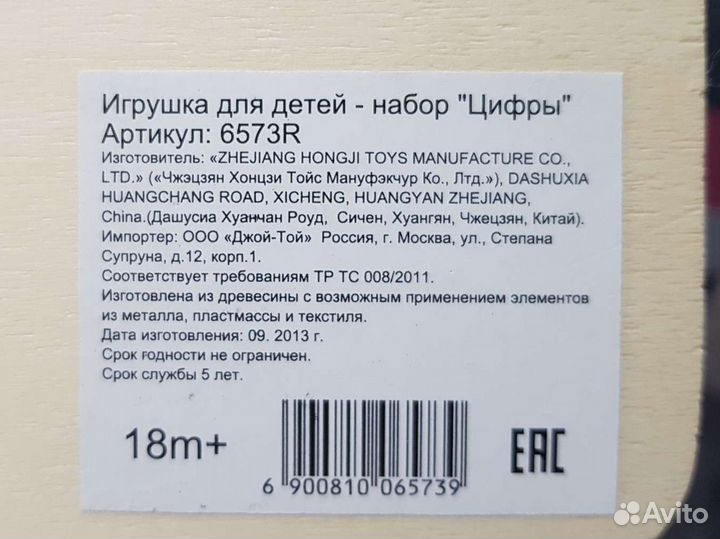 Игрушка для детей - набор "Цифры"
Артикул: 6573R
Изготовитель: «ZHEJIANG HONGJI TOYS MANUFACTURE CO.,
LTD.» («Чжэцзян Хонцзи Тойс Мануфэкчур Ко., Лтд.»), DASHUXIA
HUANGCHANG ROAD, XICHENG, HUANGYAN ZHEJIANG,
China.(Дашусиа Хуанчан Роуд, Сичен, Хуангян, Чжецзян, Китай).
Импортер: ООО «Джой-Той» Россия, г. Москва, ул., Степана
Супруна, д.12, корп.1.
Соответствует требованиям ТР ТС 008/2011.
Изготовлена из древесины с возможным применением элементов
из металла, пластмассы и текстиля.
Дата изготовления: 09. 2013 г.
Срок годности не ограничен.
Срок службы 5 лет.
18m+
6 900810 065739
EAC
Avito